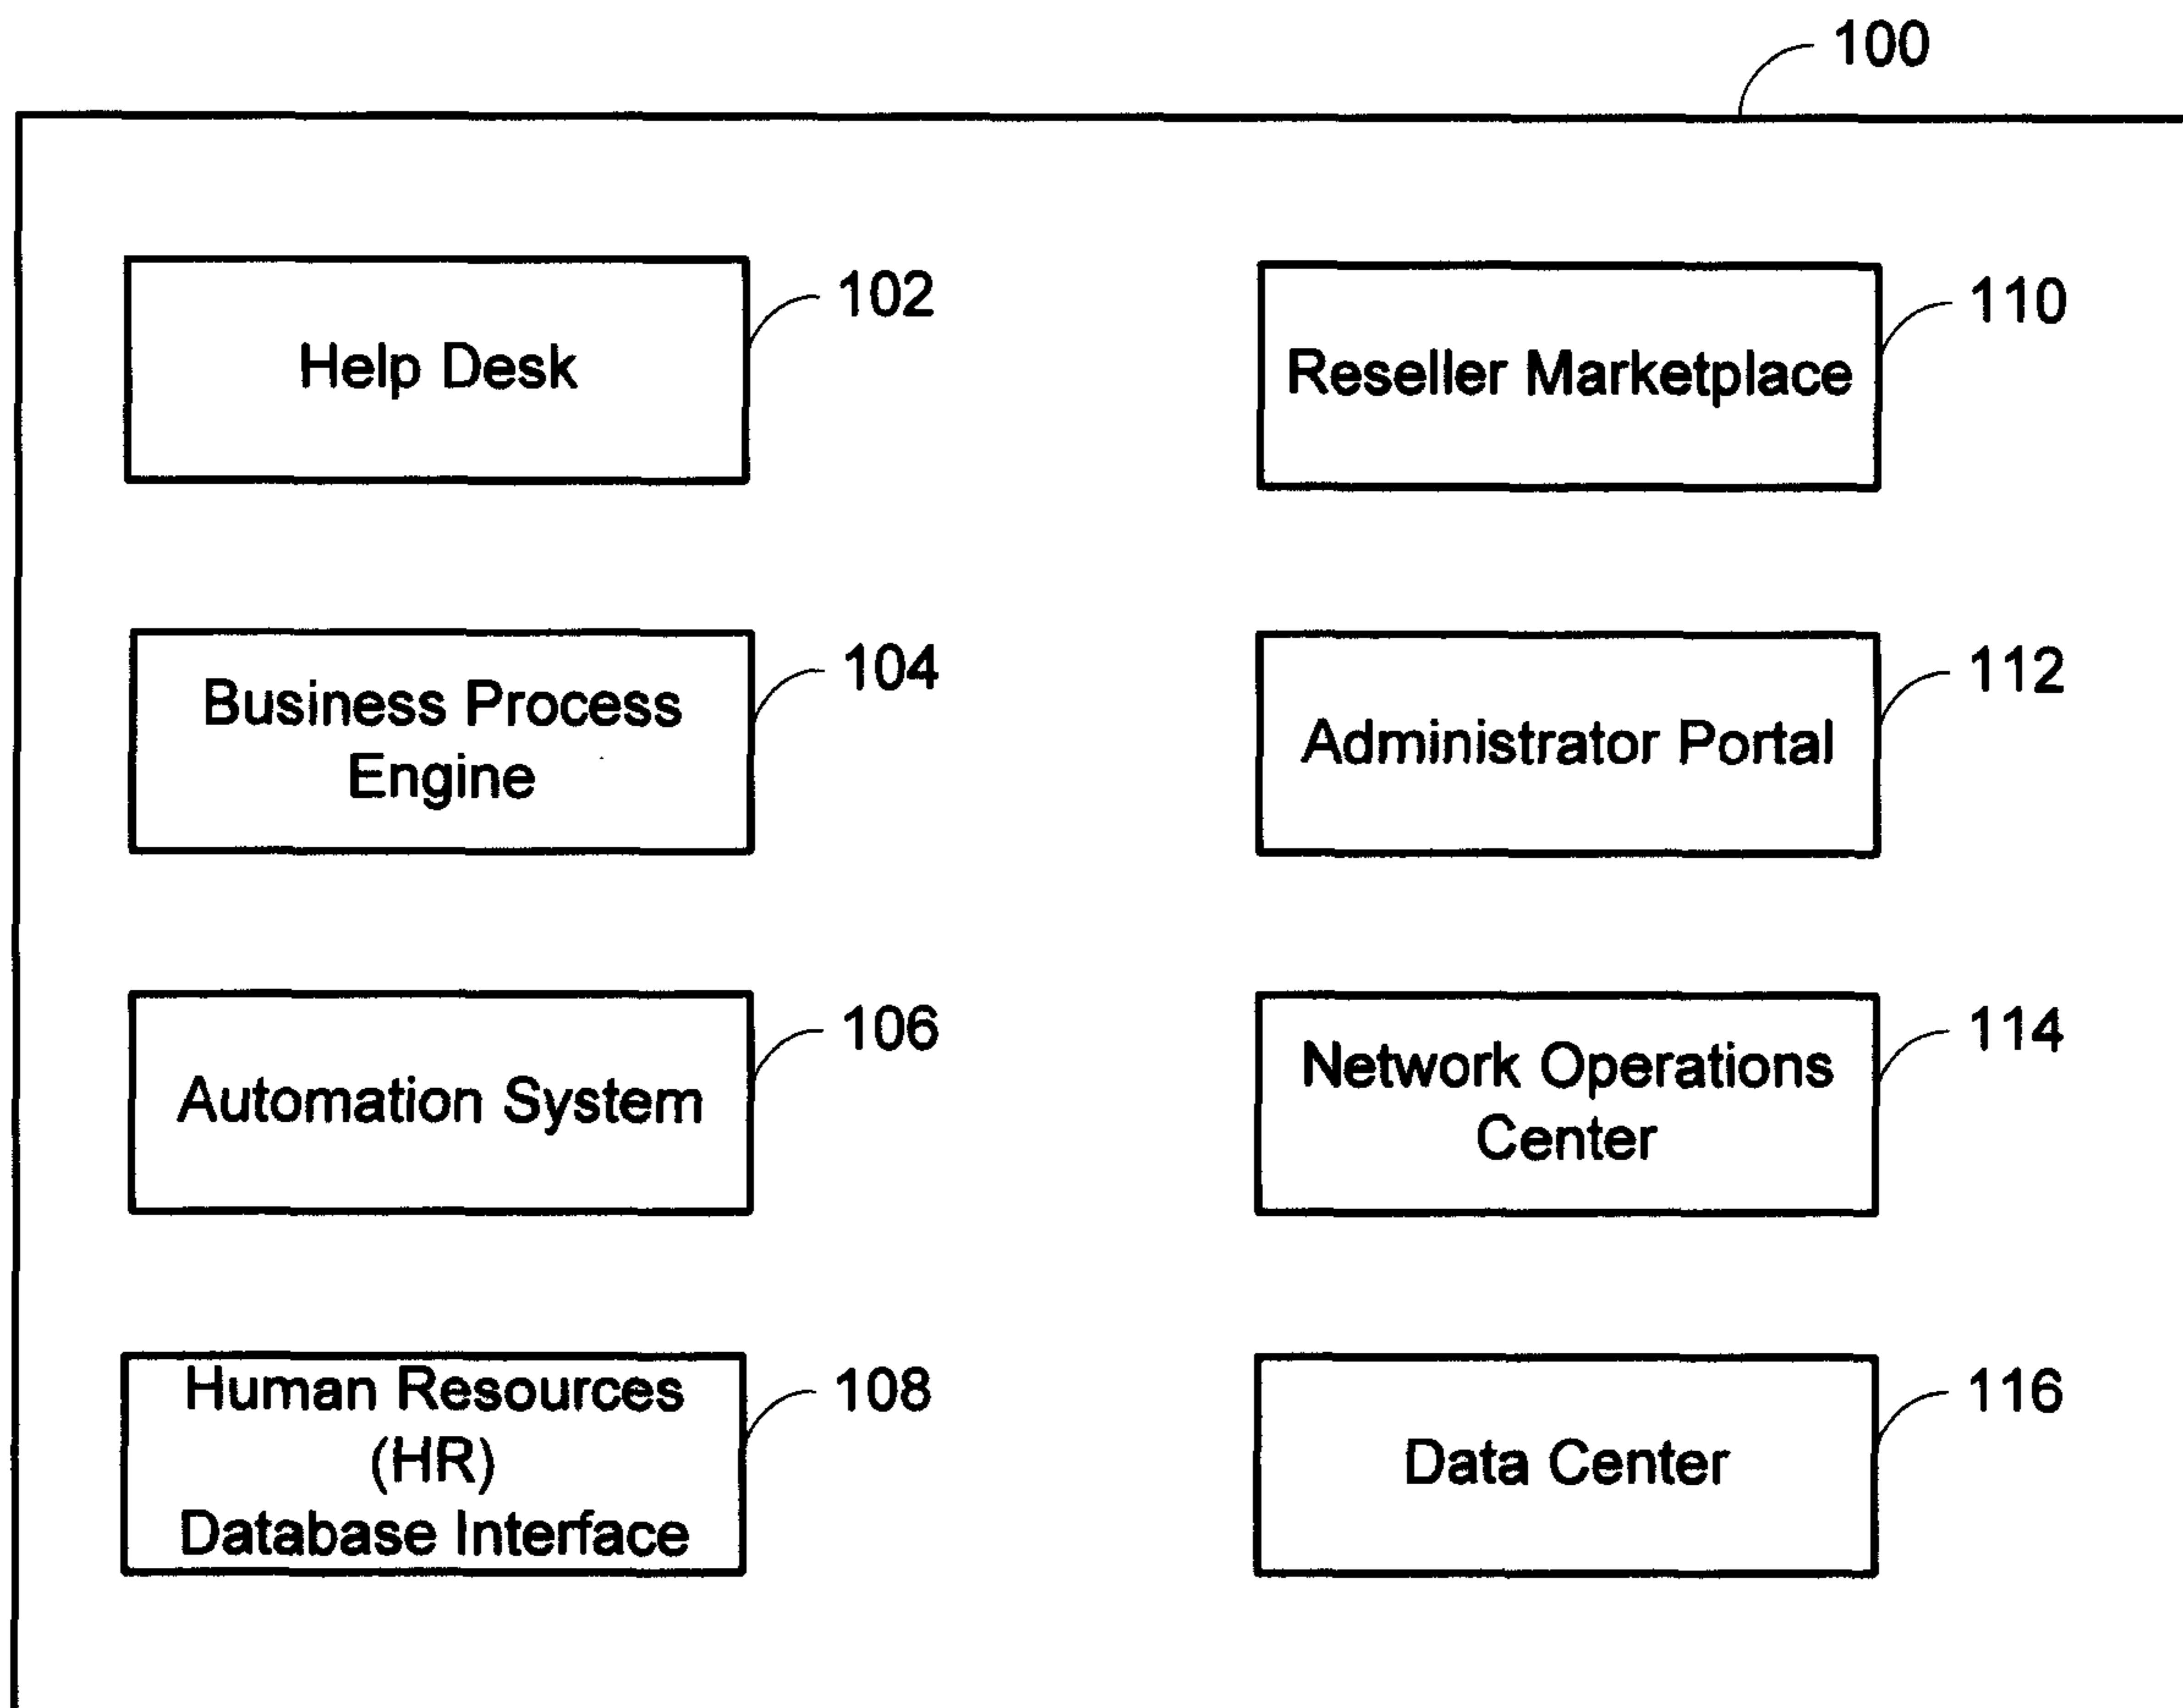 100
Help Desk
102
Reseller Marketplace
110
Business Process
Engine
104
Administrator Portal
112
Automation System
106
Network Operations
Center
114
Human Resources
(HR)
Database Interface
108
Data Center
116